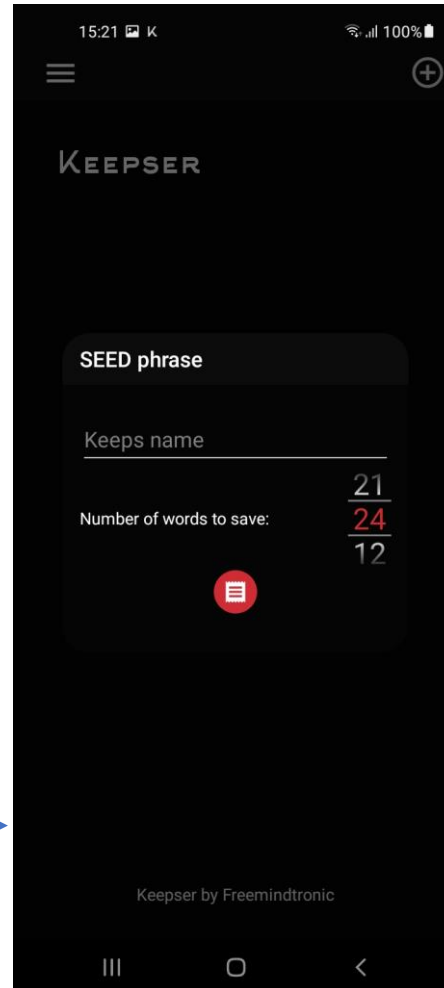 15:21 K 100%
KEEPSER
SEED phrase
Keeps name
21
Number of words to save: 24
12
Keepser by Freemindtronic